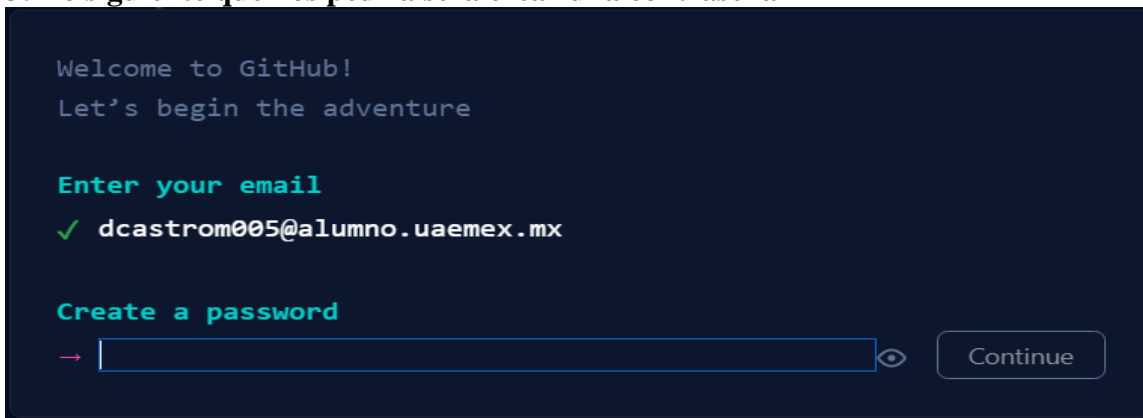 Welcome to GitHub!
Let's begin the adventure
Enter your email
✓ dcastrom005@alumno.uaemex.mx
Create a password
→ Continue